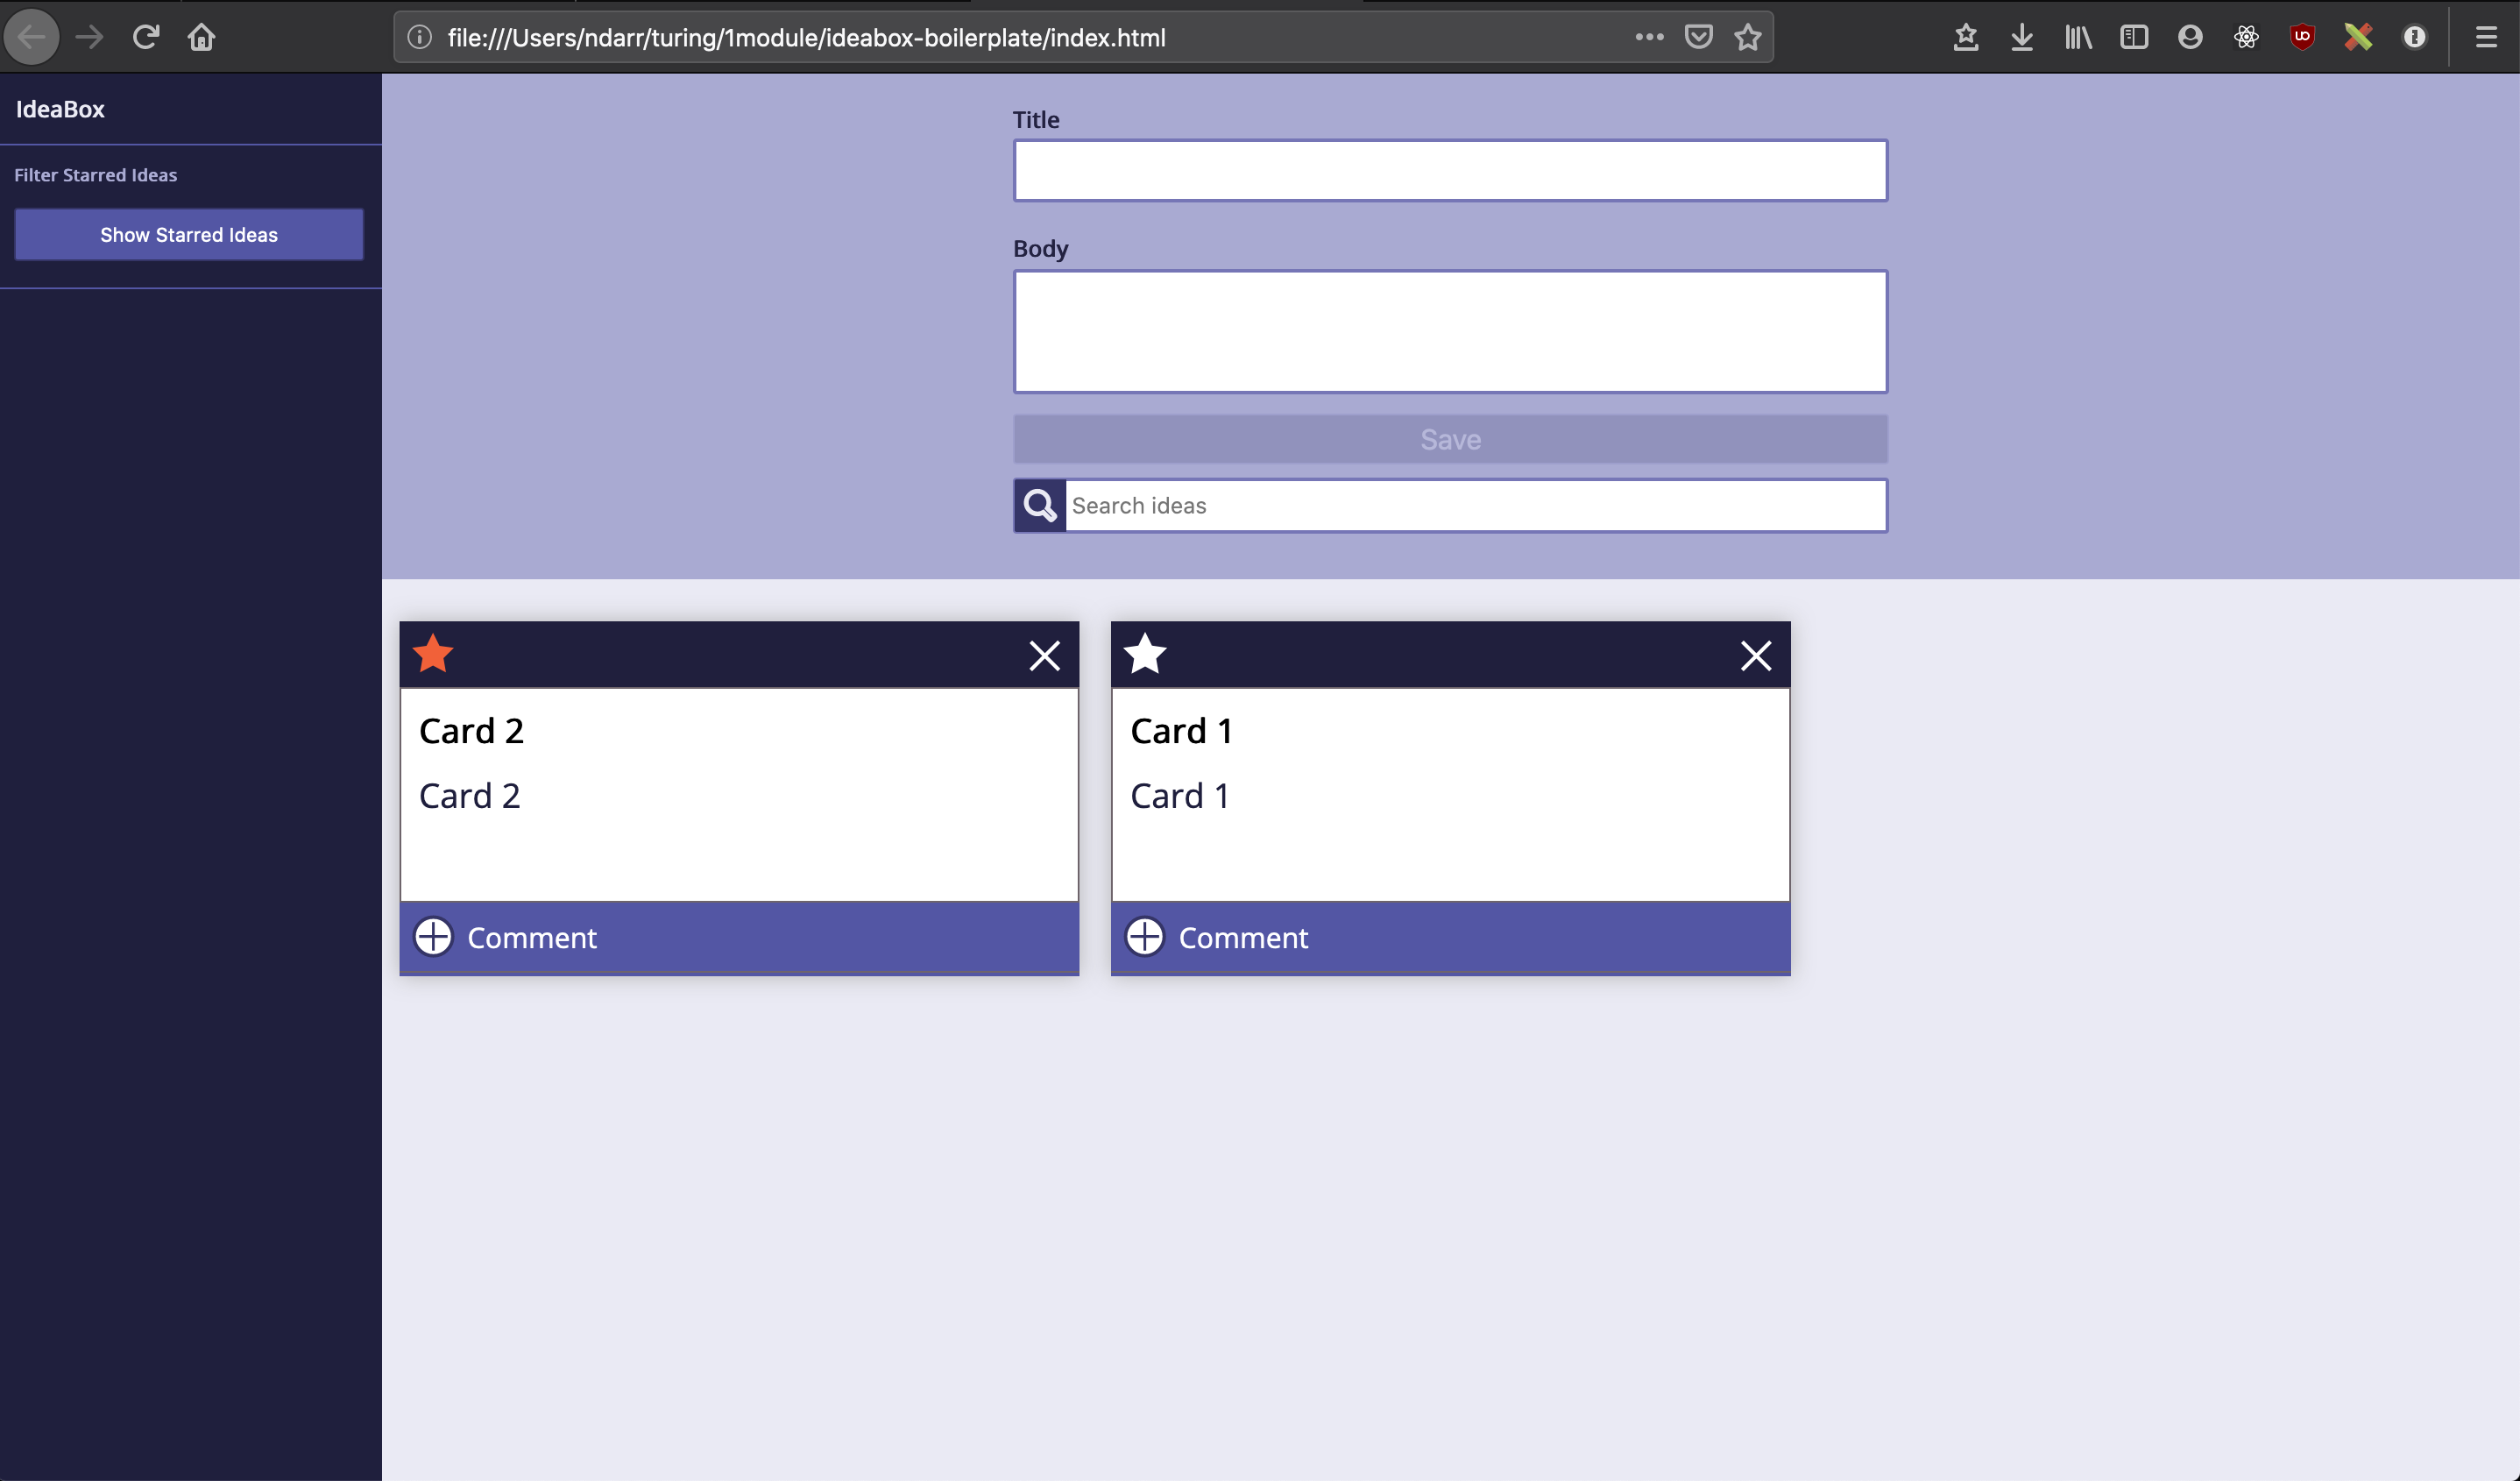 file:///Users/ndarr/turing/1module/ideabox-boilerplate/index.html
IdeaBox
Filter Starred Ideas
Show Starred Ideas
Title
Body
Save
Search ideas
Card 2
Card 2
Comment
Card 1
Card 1
Comment